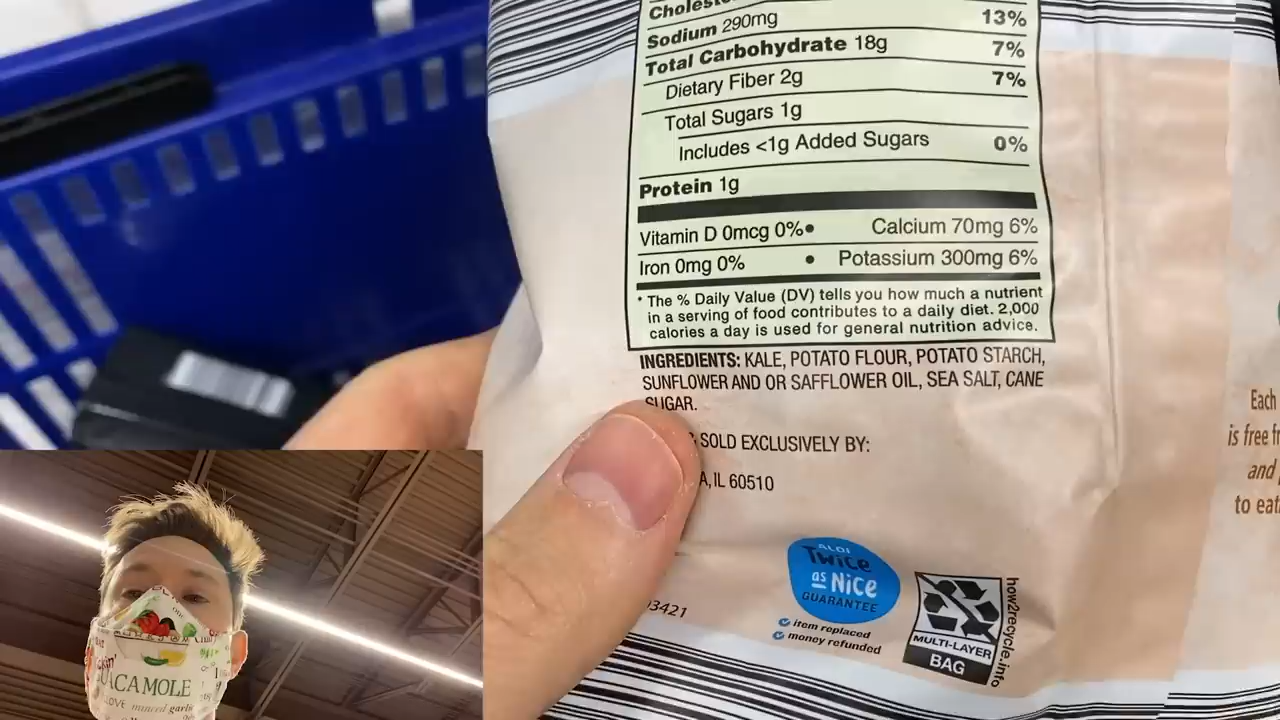 Sodium 290mg 13%
Total Carbohydrate 18g 7%
Dietary Fiber 2g 7%
Total Sugars 1g
Includes <1g Added Sugars 0%
Protein 1g
Vitamin D 0mcg 0%• Calcium 70mg 6%
Iron 0mg 0% • Potassium 300mg 6%
* The % Daily Value (DV) tells you how much a nutrient
in a serving of food contributes to a daily diet. 2,000
calories a day is used for general nutrition advice.
INGREDIENTS: KALE, POTATO FLOUR, POTATO STARCH,
SUNFLOWER AND OR SAFFLOWER OIL, SEA SALT, CANE
SUGAR.
SOLD EXCLUSIVELY BY:
IL 60510
ALDI
Twice
as Nice
GUARANTEE
item replaced
money refunded
MULTI-LAYER
BAG
how2recycle.info
Each
is free
and
to
ACAMOLE
minced